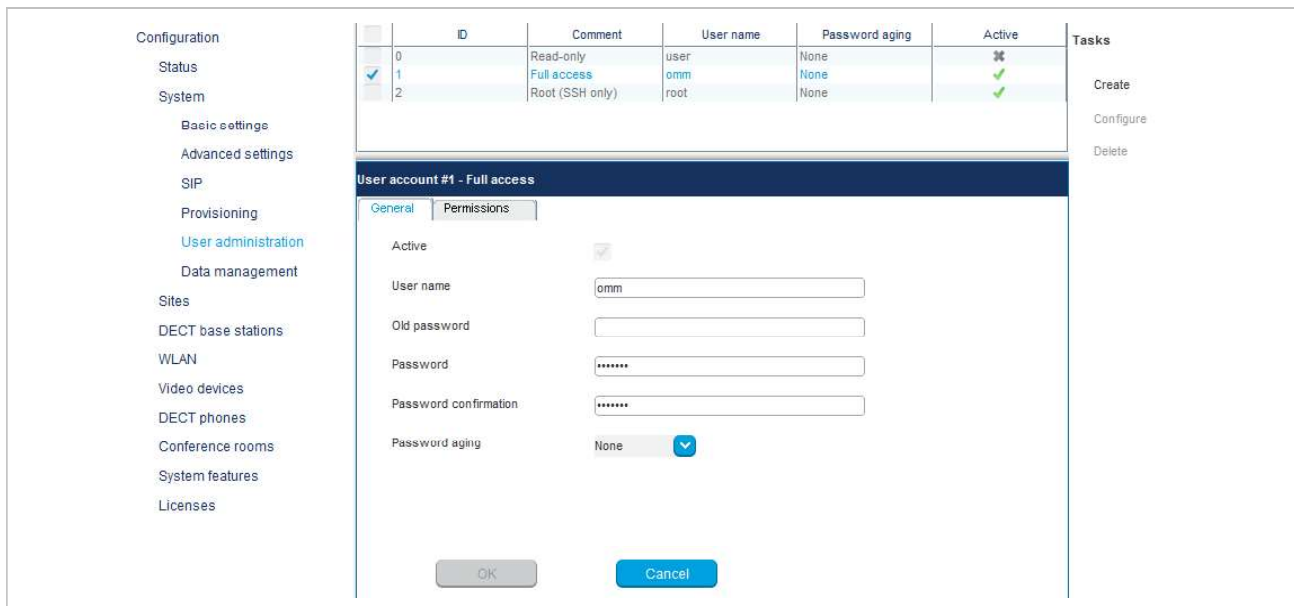 Configuration
Status
System
Basic settings
Advanced settings
SIP
Provisioning
User administration
Data management
Sites
DECT base stations
WLAN
Video devices
DECT phones
Conference rooms
System features
Licenses
ID Comment User name Password aging Active
0 Read-only user None
1 Full access omm None
2 Root (SSH only) root None
User account #1 - Full access
General Permissions
Active
User name omm
Old password
Password •••••••
Password confirmation •••••••
Password aging None
OK Cancel
Tasks
Create
Configure
Delete